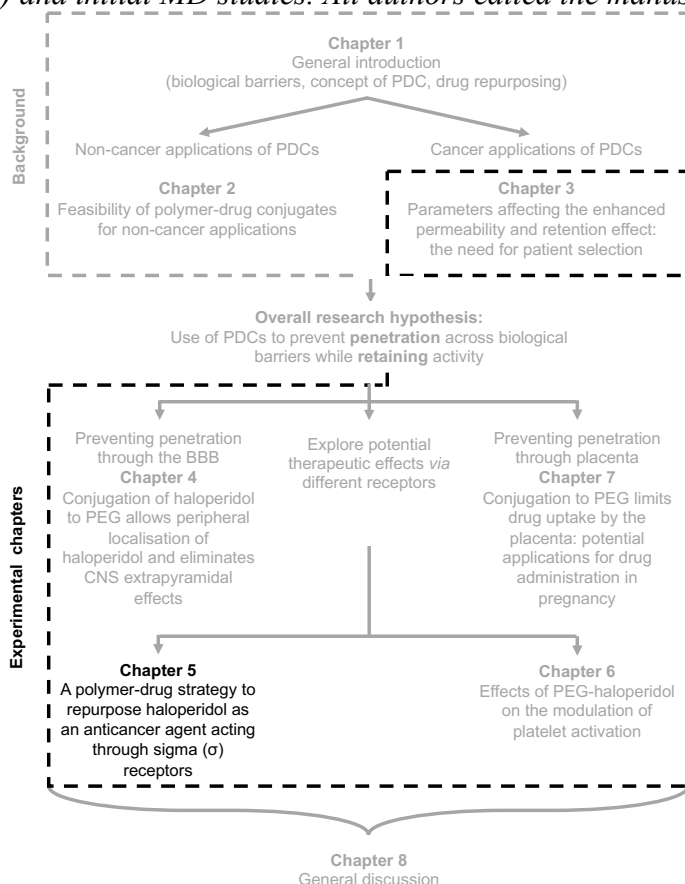 ) and initial MD studies. All authors called the manus
Chapter 1
General introduction
(biological barriers, concept of PDC, drug repurposing)
Background
Non-cancer applications of PDCs
Cancer applications of PDCs
Chapter 2
Feasibility of polymer-drug conjugates
for non-cancer applications
Chapter 3
Parameters affecting the enhanced
permeability and retention effect:
the need for patient selection
Overall research hypothesis:
Use of PDCs to prevent penetration across biological
barriers while retaining activity
Experimental chapters
Preventing penetration
through the BBB
Chapter 4
Conjugation of haloperidol
to PEG allows peripheral
localisation of
haloperidol and eliminates
CNS extrapyramidal
effects
Explore potential
therapeutic effects via
different receptors
Preventing penetration
through placenta
Chapter 7
Conjugation to PEG limits
drug uptake by the
placenta: potential
applications for drug
administration in
pregnancy
Chapter 5
A polymer-drug strategy to
repurpose haloperidol as
an anticancer agent acting
through sigma (σ)
receptors
Chapter 6
Effects of PEG-haloperidol
on the modulation of
platelet activation
Chapter 8
General discussion